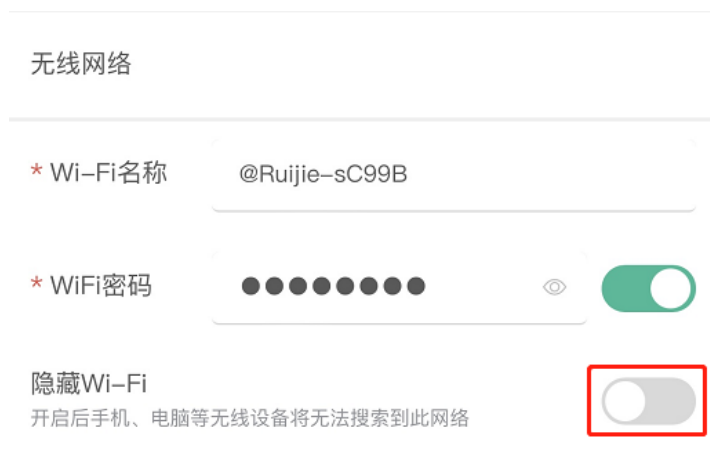 无线网络
* Wi-Fi名称 @Ruijie-sC99B
* WiFi密码 ●●●●●●●●
隐藏Wi-Fi
开启后手机、电脑等无线设备将无法搜索到此网络